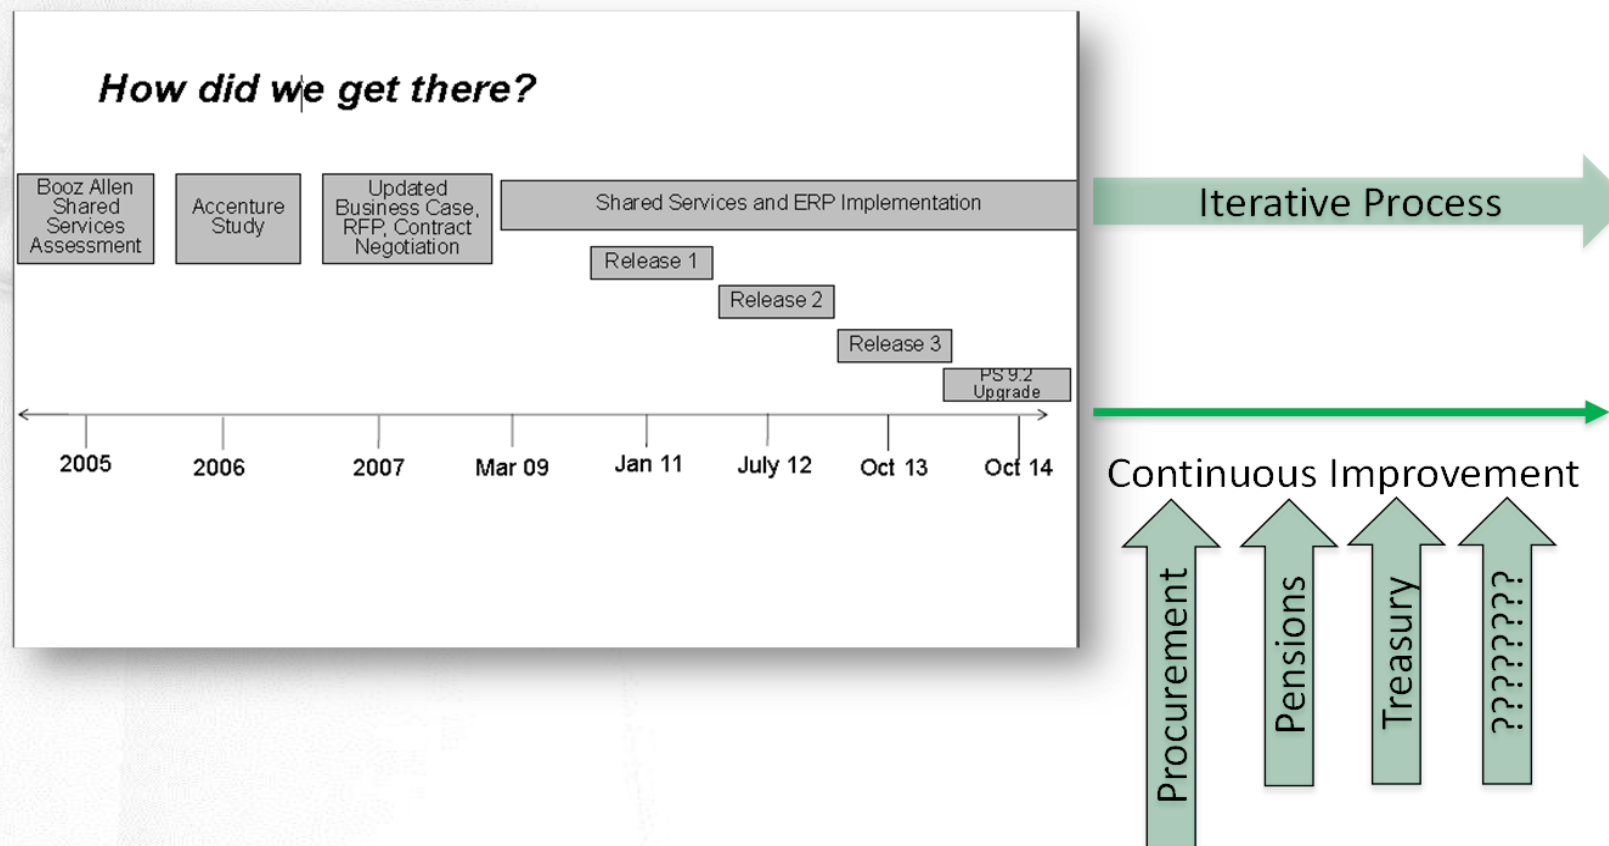 How did we get there?
Booz Allen
Shared
Services
Assessment
Accenture
Study
Updated
Business Case,
RFP, Contract
Negotiation
Shared Services and ERP Implementation
Release 1
Release 2
Release 3
PS 9.2
Upgrade
2005
2006
2007
Mar 09
Jan 11
July 12
Oct 13
Oct 14
Iterative Process
Continuous Improvement
Procurement
Pensions
Treasury
????????